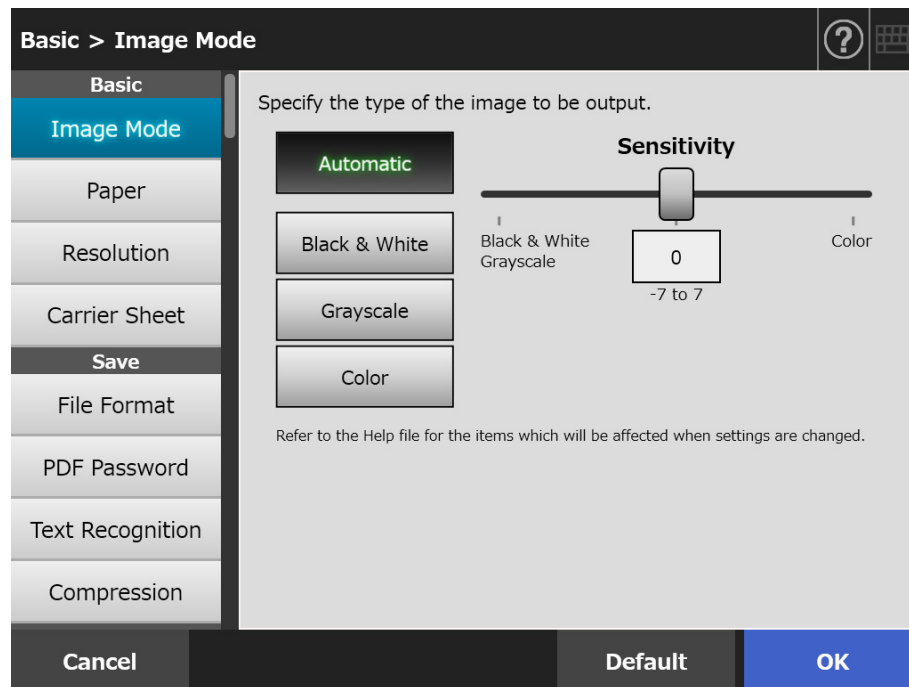 Basic > Image Mode
?
Basic
Image Mode
Paper
Resolution
Carrier Sheet
Save
File Format
PDF Password
Text Recognition
Compression
Specify the type of the image to be output.
Automatic
Black & White
Grayscale
Color
Sensitivity
Black & White
Grayscale
0
-7 to 7
Color
Refer to the Help file for the items which will be affected when settings are changed.
Cancel
Default
OK